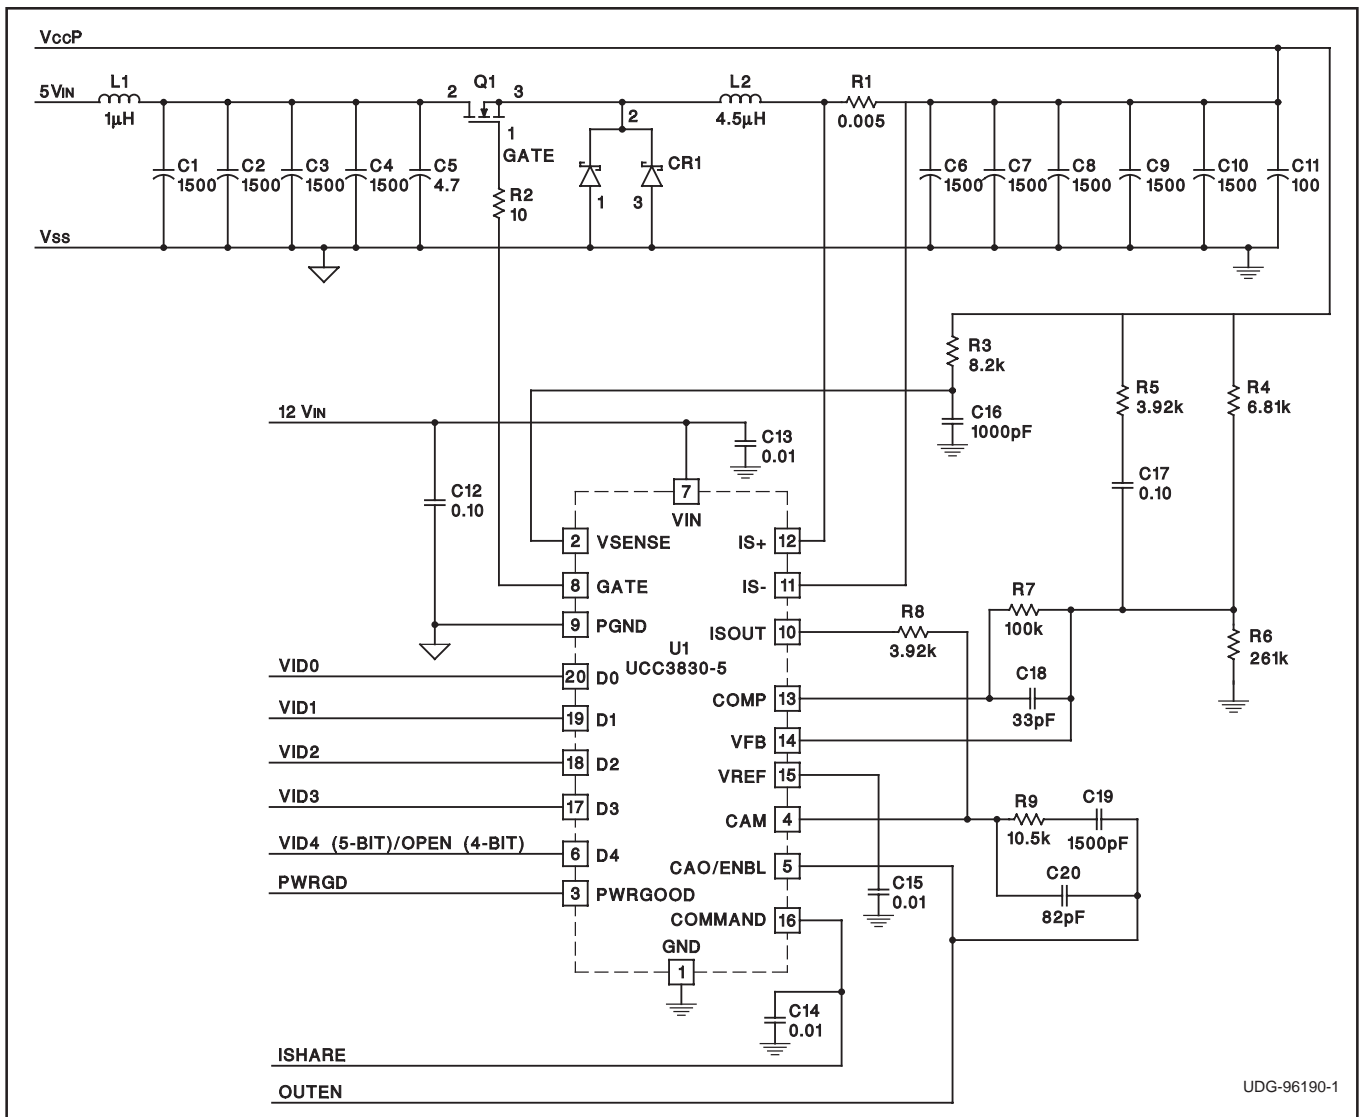 VCCP
5VIN
L1
1µH
2
Q1
3
1
GATE
R2
10
2
CR1
1
3
L2
4.5µH
R1
0.005
C1
1500
C2
1500
C3
1500
C4
1500
C5
4.7
C6
1500
C7
1500
C8
1500
C9
1500
C10
1500
C11
100
VSS
R3
8.2k
R5
3.92k
R4
6.81k
C16
1000pF
12 VIN
C13
0.01
C12
0.10
C17
0.10
7
VIN
2 VSENSE
IS+ 12
8 GATE
IS- 11
9 PGND
ISOUT 10
R8
3.92k
R7
100k
R6
261k
U1
UCC3830-5
VID0
20 D0
COMP 13
C18
33pF
VID1
19 D1
VFB 14
VID2
18 D2
VREF 15
VID3
17 D3
CAM 4
R9
10.5k
C19
1500pF
VID4 (5-BIT)/OPEN (4-BIT)
6 D4
CAO/ENBL 5
C20
82pF
PWRGD
3 PWRGOOD
C15
0.01
COMMAND 16
GND
1
C14
0.01
ISHARE
OUTEN
UDG-96190-1